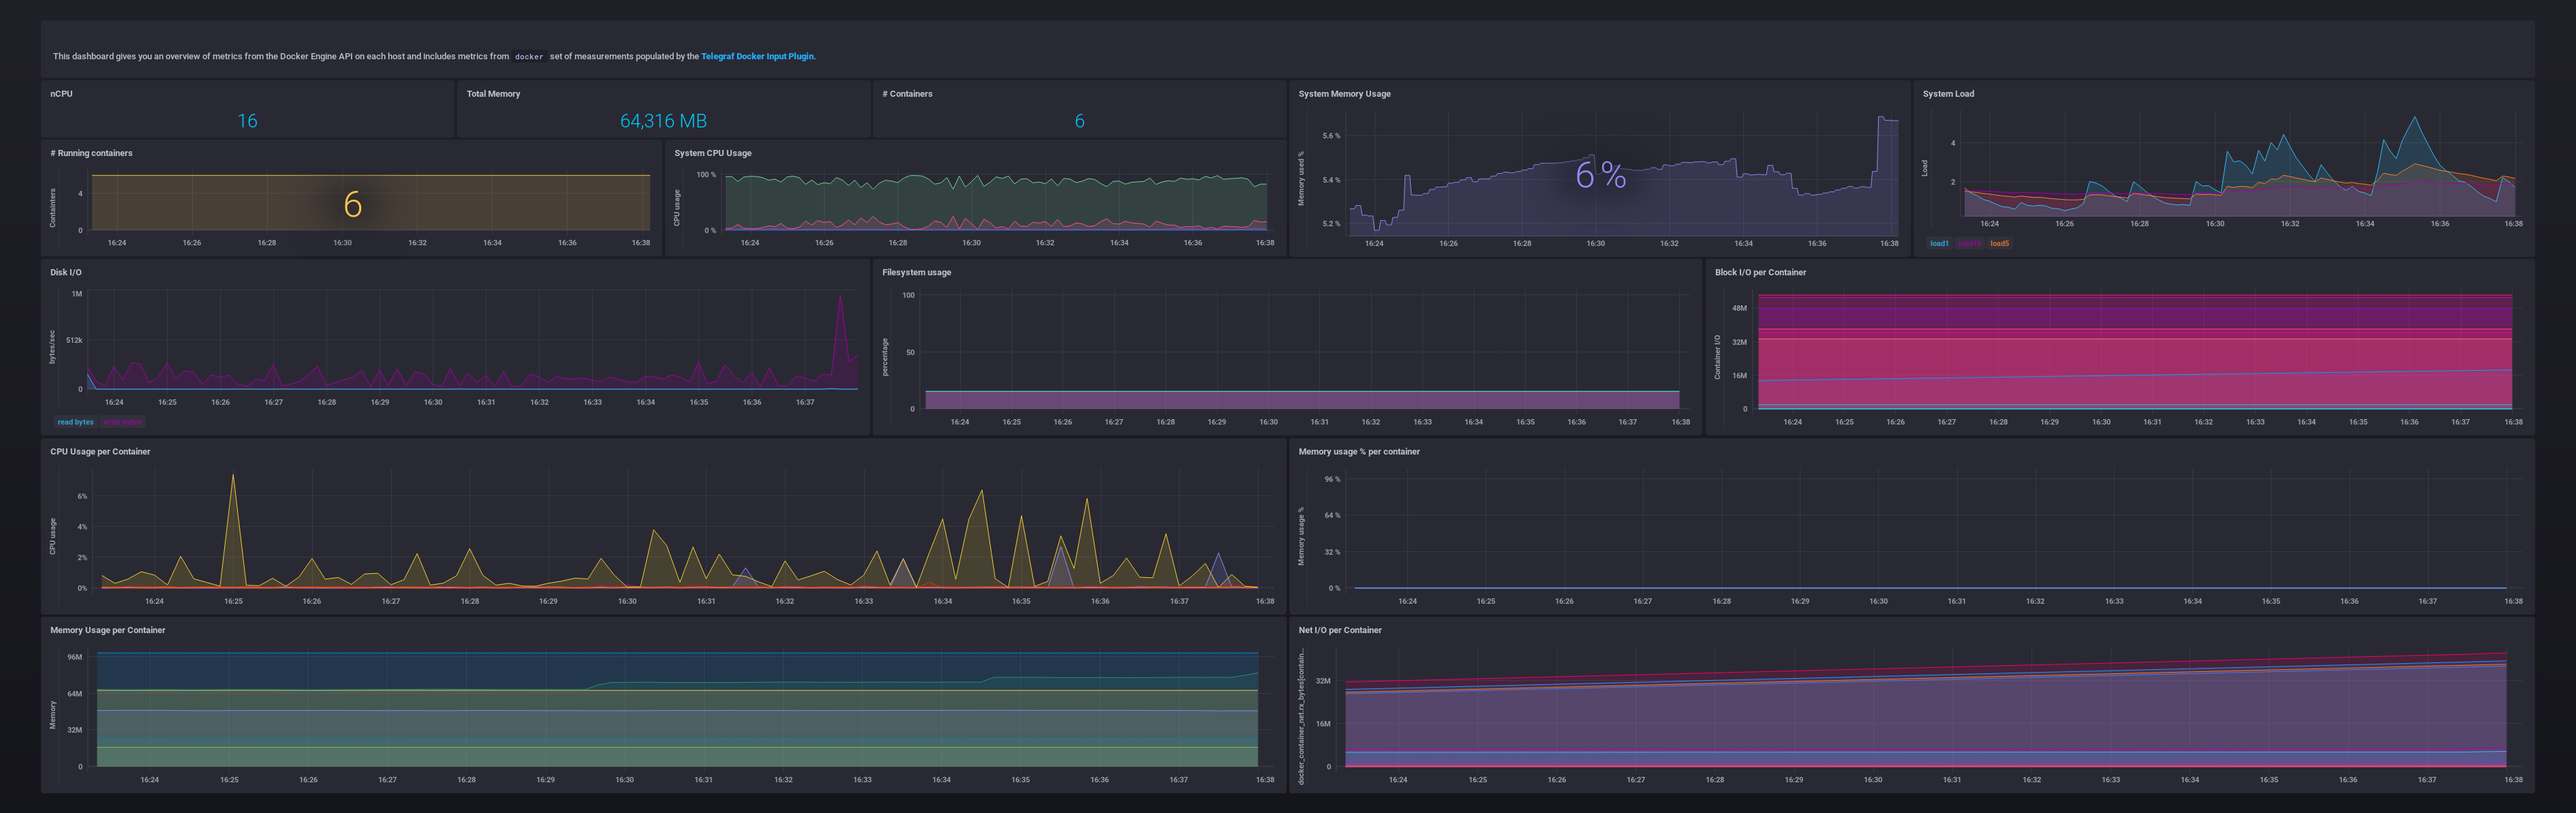 This dashboard gives you an overview of metrics from the Docker Engine API on each host and includes metrics from docker set of measurements populated by the Telegraf Docker Input Plugin.
nCPU
16
Total Memory
64,316 MB
# Containers
6
System Memory Usage
Memory used %
5.6 %
5.4 %
5.2 %
6 %
16:24 16:26 16:28 16:30 16:32 16:34 16:36 16:38
System Load
Load
4
2
16:24 16:26 16:28 16:30 16:32 16:34 16:36 16:38
load1 load15 load5
# Running containers
Containters
4
0
6
16:24 16:26 16:28 16:30 16:32 16:34 16:36 16:38
System CPU Usage
CPU usage
100 %
0 %
16:24 16:26 16:28 16:30 16:32 16:34 16:36 16:38
Disk I/O
bytes/sec
1M
512k
0
16:24 16:25 16:26 16:27 16:28 16:29 16:30 16:31 16:32 16:33 16:34 16:35 16:36 16:37
read bytes write bytes
Filesystem usage
percentage
100
50
0
16:24 16:25 16:26 16:27 16:28 16:29 16:30 16:31 16:32 16:33 16:34 16:35 16:36 16:37 16:38
Block I/O per Container
Container I/O
48M
32M
16M
0
16:24 16:25 16:26 16:27 16:28 16:29 16:30 16:31 16:32 16:33 16:34 16:35 16:36 16:37 16:38
CPU Usage per Container
CPU usage
6%
4%
2%
0%
16:24 16:25 16:26 16:27 16:28 16:29 16:30 16:31 16:32 16:33 16:34 16:35 16:36 16:37 16:38
Memory usage % per container
Memory usage %
96 %
64 %
32 %
0 %
16:24 16:25 16:26 16:27 16:28 16:29 16:30 16:31 16:32 16:33 16:34 16:35 16:36 16:37 16:38
Memory Usage per Container
Memory
96M
64M
32M
0
16:24 16:25 16:26 16:27 16:28 16:29 16:30 16:31 16:32 16:33 16:34 16:35 16:36 16:37 16:38
Net I/O per Container
docker_container_net.rx_bytes[contain...
32M
16M
0
16:24 16:25 16:26 16:27 16:28 16:29 16:30 16:31 16:32 16:33 16:34 16:35 16:36 16:37 16:38